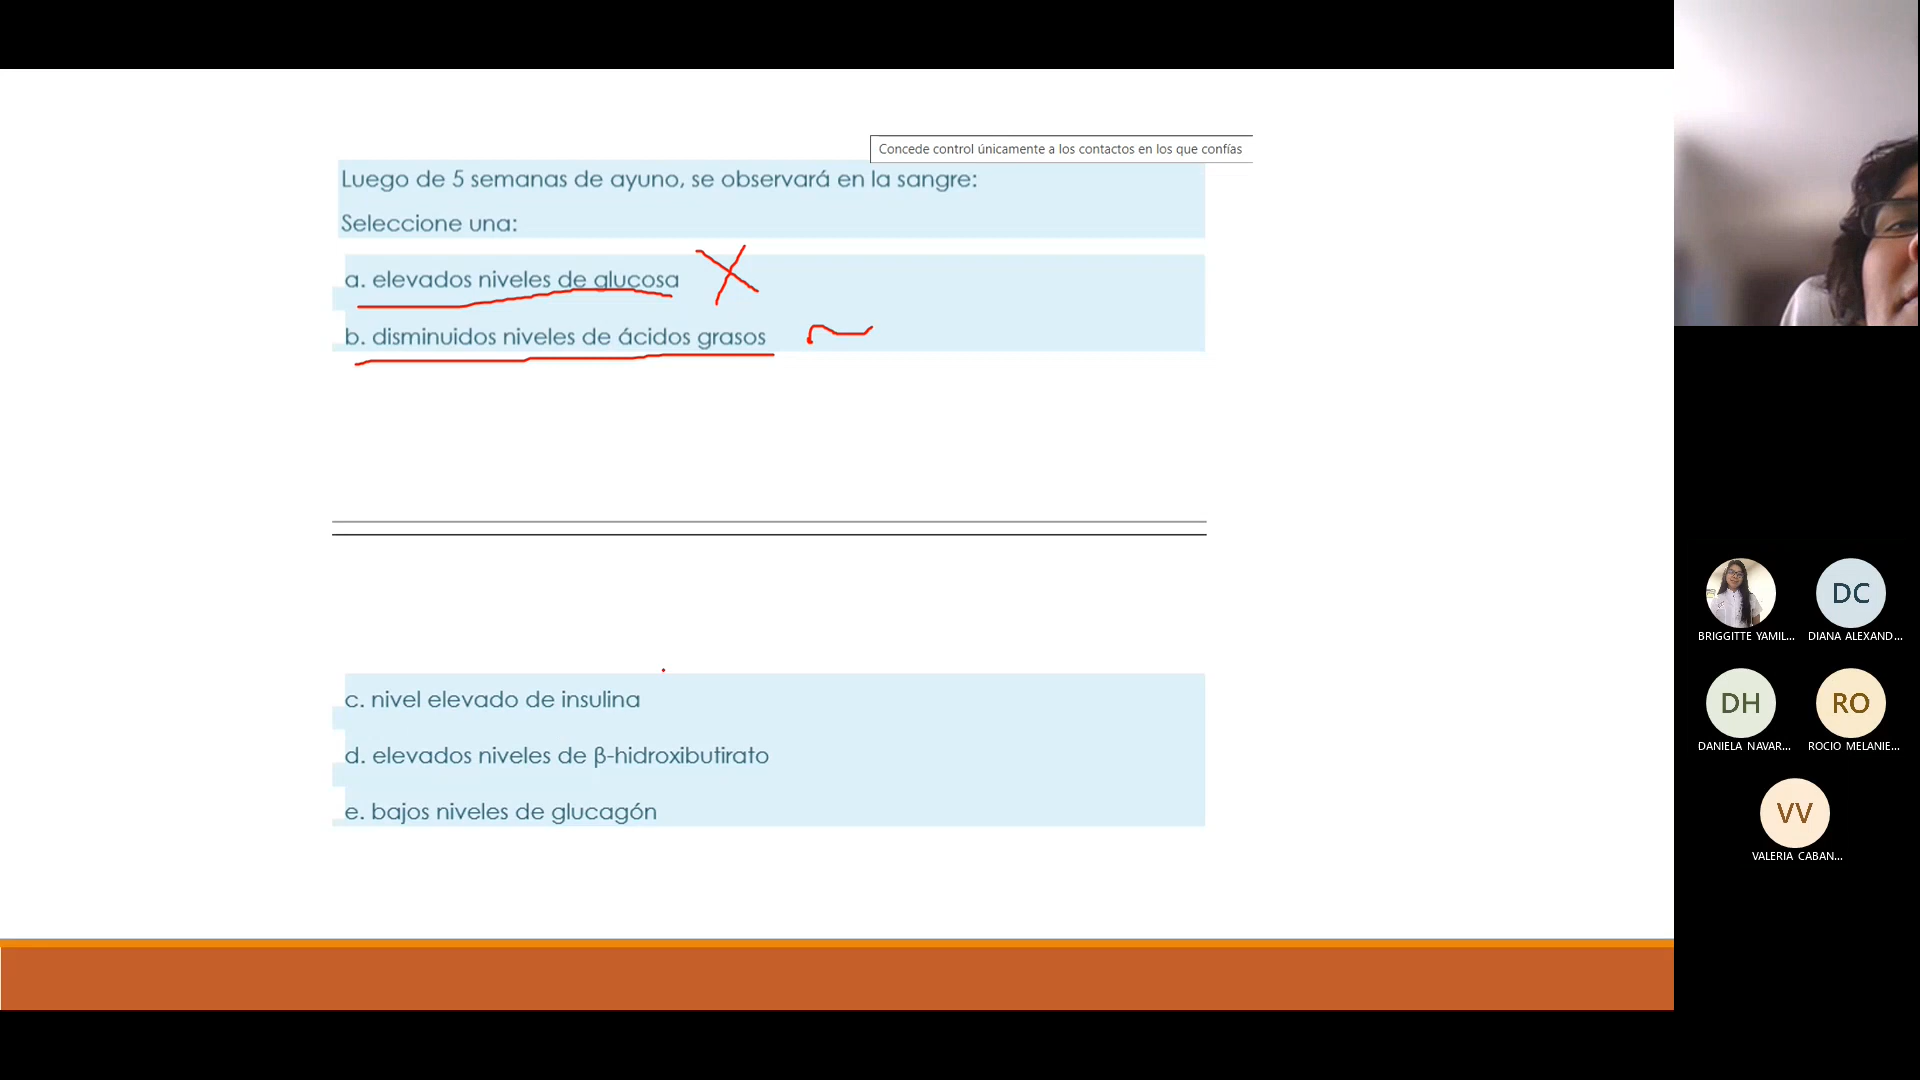 Concede control únicamente a los contactos en los que confías
Luego de 5 semanas de ayuno, se observará en la sangre:
Seleccione una:
a. elevados niveles de glucosa
b. disminuidos niveles de ácidos grasos
c. nivel elevado de insulina
d. elevados niveles de β-hidroxibutirato
e. bajos niveles de glucagón
DC
BRIGGITTE YAMIL...
DIANA ALEXAND...
DH
RO
DANIELA NAVAR...
ROCIO MELANIE...
VV
VALERIA CABAN...